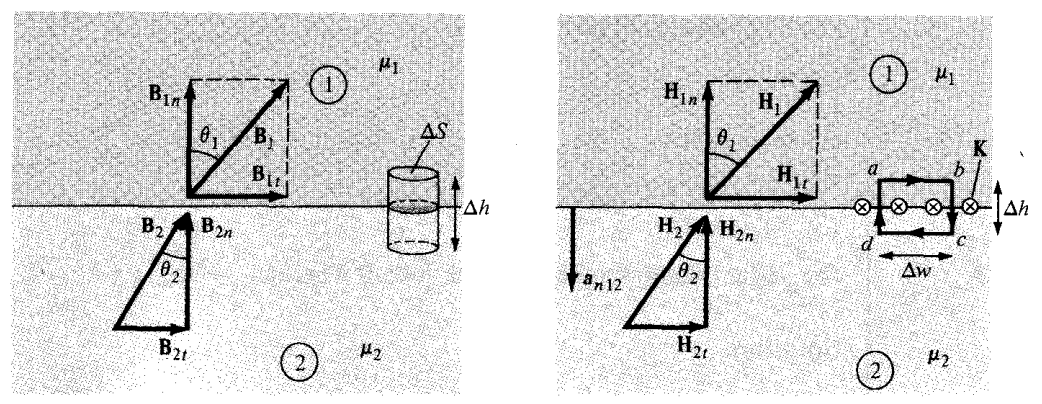 μ₁
1
B₁ₙ
θ₁
B₁
ΔS
B₁ₜ
Δh
B₂
B₂ₙ
θ₂
B₂ₜ
2
μ₂
1
μ₁
H₁ₙ
H₁
θ₁
K
H₁ₜ
a
b
Δh
H₂
H₂ₙ
d
c
Δw
θ₂
aₙ₁₂
H₂ₜ
2
μ₂